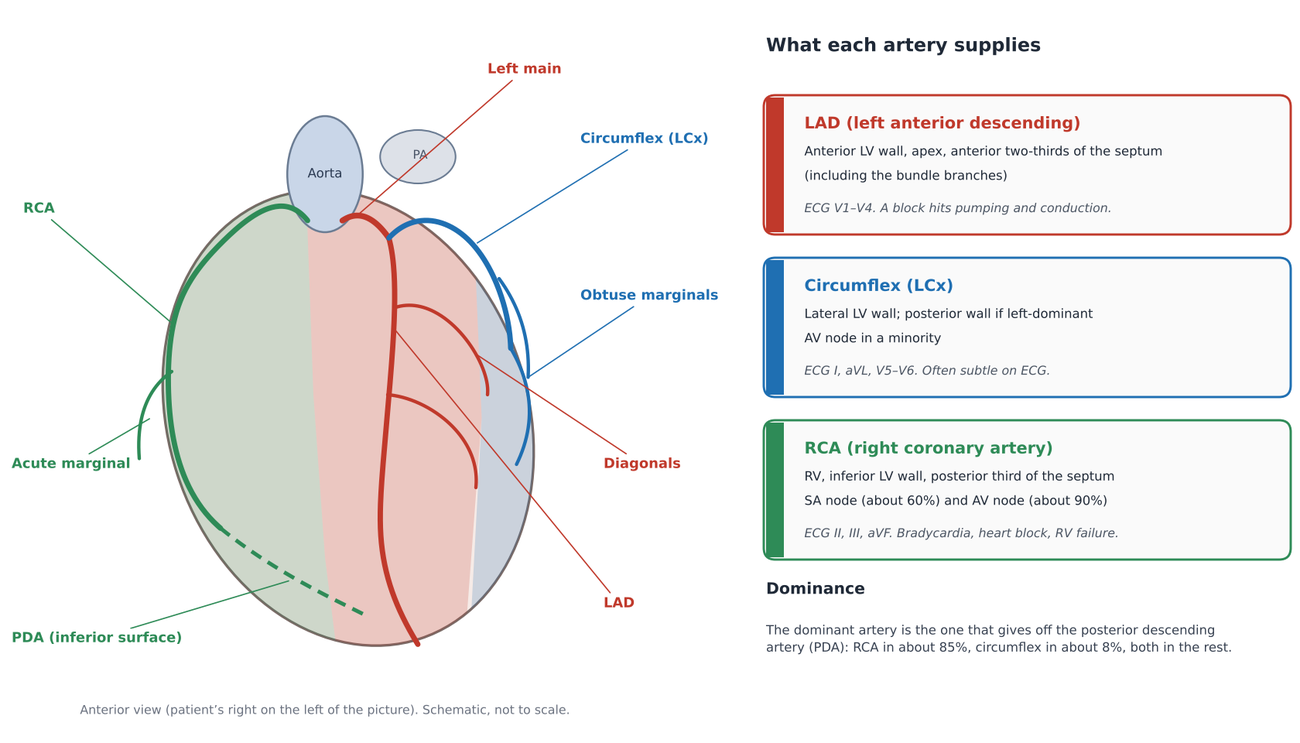 Left main
Circumflex (LCx)
PA
Aorta
RCA
Obtuse marginals
Acute marginal
Diagonals
LAD
PDA (inferior surface)
Anterior view (patient’s right on the left of the picture). Schematic, not to scale.
What each artery supplies
LAD (left anterior descending)
Anterior LV wall, apex, anterior two-thirds of the septum
(including the bundle branches)
ECG V1–V4. A block hits pumping and conduction.
Circumflex (LCx)
Lateral LV wall; posterior wall if left-dominant
AV node in a minority
ECG I, aVL, V5–V6. Often subtle on ECG.
RCA (right coronary artery)
RV, inferior LV wall, posterior third of the septum
SA node (about 60%) and AV node (about 90%)
ECG II, III, aVF. Bradycardia, heart block, RV failure.
Dominance
The dominant artery is the one that gives off the posterior descending
artery (PDA): RCA in about 85%, circumflex in about 8%, both in the rest.